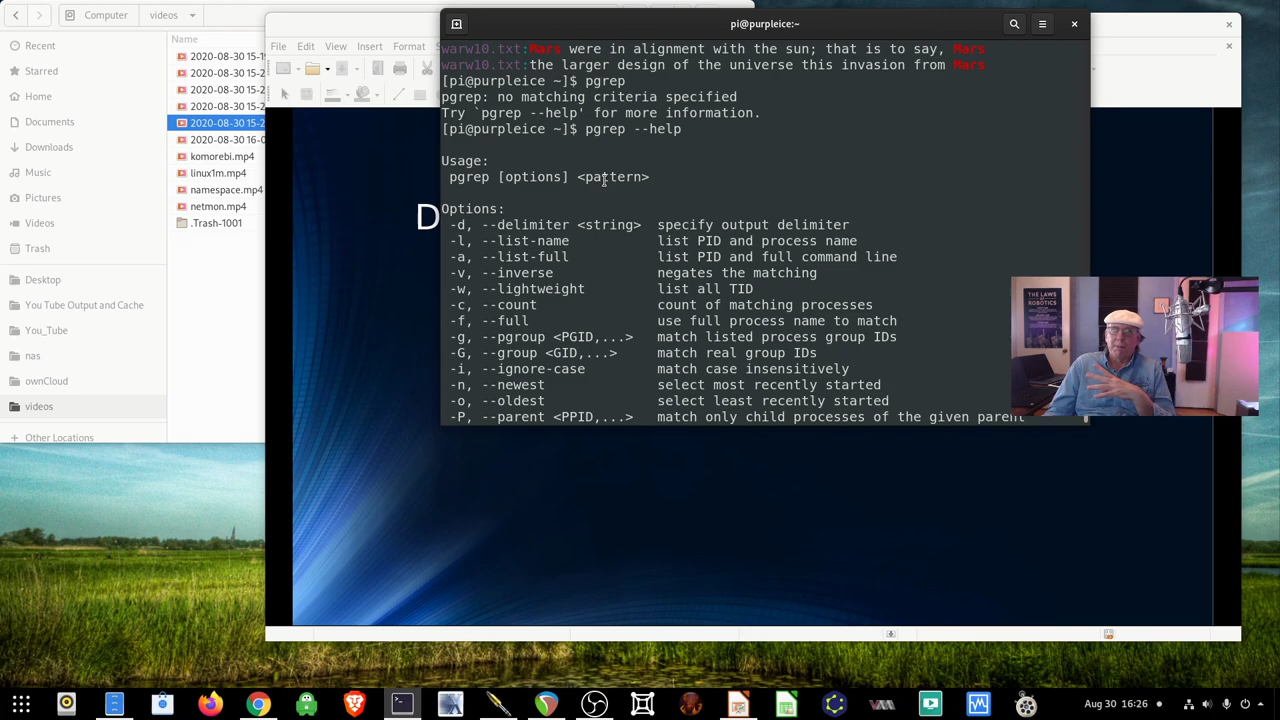 Computer
videos
Recent
Starred
Home
Documents
Downloads
Music
Pictures
Videos
Trash
Desktop
You Tube Output and Cache
You_Tube
nas
ownCloud
videos
Other Locations
Name
2020-08-30 15-1
2020-08-30 15-2
2020-08-30 15-2
2020-08-30 15-2
2020-08-30 15-2
2020-08-30 16-0
komorebi.mp4
linux1m.mp4
namespace.mp4
netmon.mp4
.Trash-1001
File Edit View Insert Format
D
pi@purpleice:~
warw10.txt:Mars were in alignment with the sun; that is to say, Mars
warw10.txt:the larger design of the universe this invasion from Mars
[pi@purpleice ~]$ pgrep
pgrep: no matching criteria specified
Try `pgrep --help' for more information.
[pi@purpleice ~]$ pgrep --help
Usage:
pgrep [options] <pattern>
Options:
-d, --delimiter <string> specify output delimiter
-l, --list-name list PID and process name
-a, --list-full list PID and full command line
-v, --inverse negates the matching
-w, --lightweight list all TID
-c, --count count of matching processes
-f, --full use full process name to match
-g, --pgroup <PGID,...> match listed process group IDs
-G, --group <GID,...> match real group IDs
-i, --ignore-case match case insensitively
-n, --newest select most recently started
-o, --oldest select least recently started
-P, --parent <PPID,...> match only child processes of the given parent
THE LAWS
OF
ROBOTICS
Aug 30 16:26